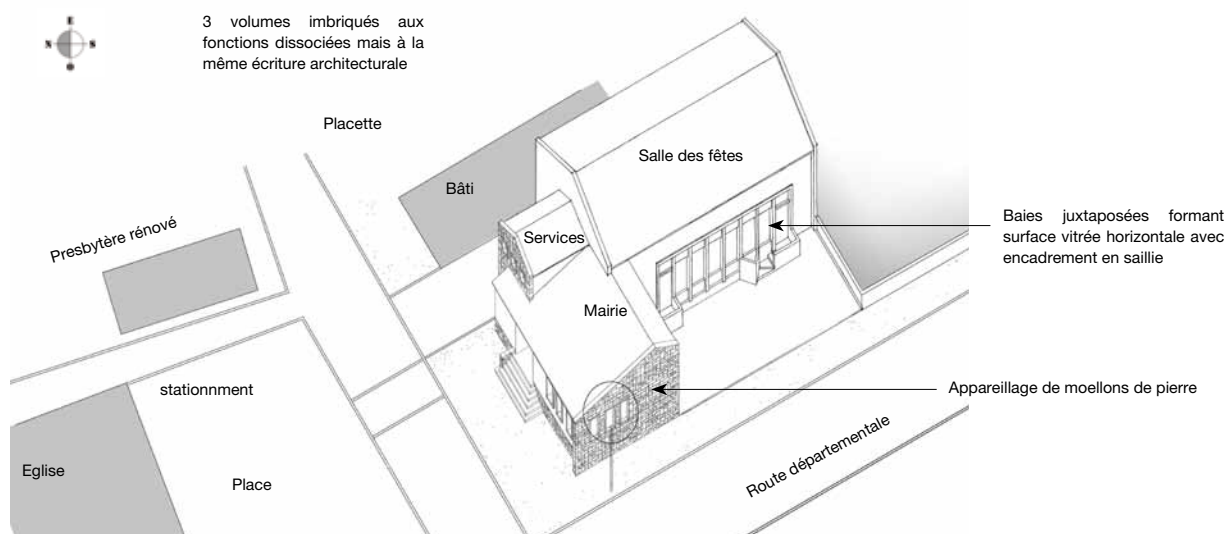 E
N
S
O
3 volumes imbriqués aux
fonctions dissociées mais à la
même écriture architecturale
Placette
Salle des fêtes
Bâti
Presbytère rénové
Services
Baies juxtaposées formant
surface vitrée horizontale avec
encadrement en saillie
Mairie
stationnment
Appareillage de moellons de pierre
Eglise
Place
Route départementale